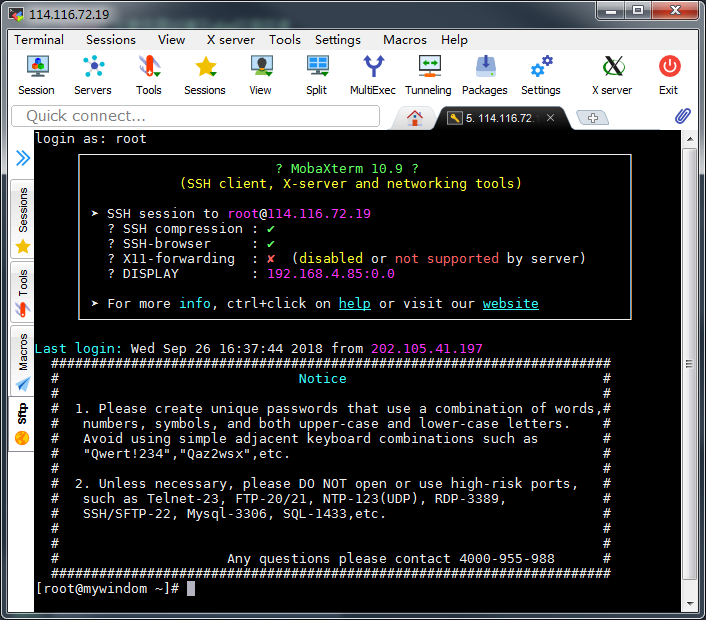 114.116.72.19
Terminal Sessions View X server Tools Settings Macros Help
Session Servers Tools Sessions View Split MultiExec Tunneling Packages Settings X server Exit
Quick connect...
5. 114.116.72.
Sessions
Tools
Macros
Sftp
login as: root
? MobaXterm 10.9 ?
(SSH client, X-server and networking tools)
➤ SSH session to root@114.116.72.19
? SSH compression : ✔
? SSH-browser : ✔
? X11-forwarding : ✘ (disabled or not supported by server)
? DISPLAY : 192.168.4.85:0.0
➤ For more info, ctrl+click on help or visit our website
Last login: Wed Sep 26 16:37:44 2018 from 202.105.41.197
######################################################################
# Notice #
# #
# 1. Please create unique passwords that use a combination of words,#
# numbers, symbols, and both upper-case and lower-case letters. #
# Avoid using simple adjacent keyboard combinations such as #
# "Qwert!234","Qaz2wsx",etc. #
# #
# 2. Unless necessary, please DO NOT open or use high-risk ports, #
# such as Telnet-23, FTP-20/21, NTP-123(UDP), RDP-3389, #
# SSH/SFTP-22, Mysql-3306, SQL-1433,etc. #
# #
# #
# Any questions please contact 4000-955-988 #
######################################################################
[root@mywindom ~]#